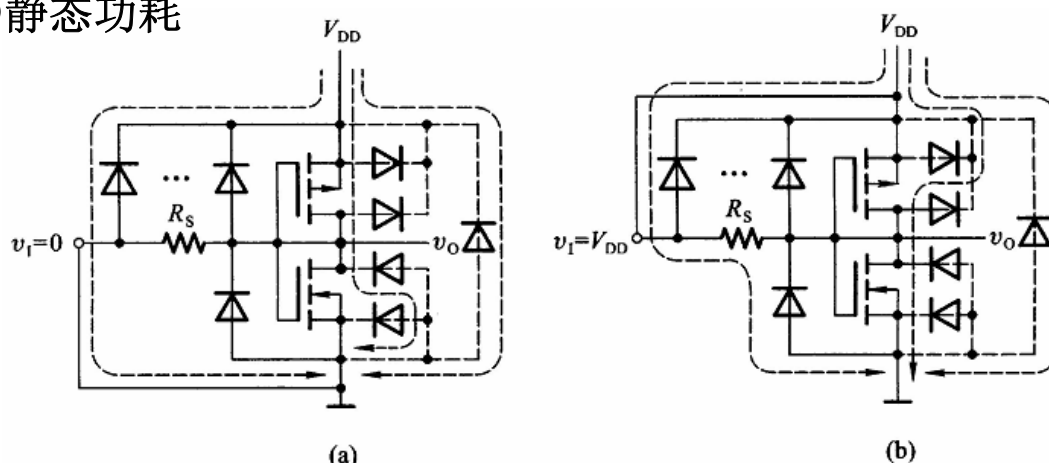 静态功耗
V_DD
V_DD
...
R_S
v_I=0
v_O
...
R_S
v_I=V_DD
v_O
(a)
(b)